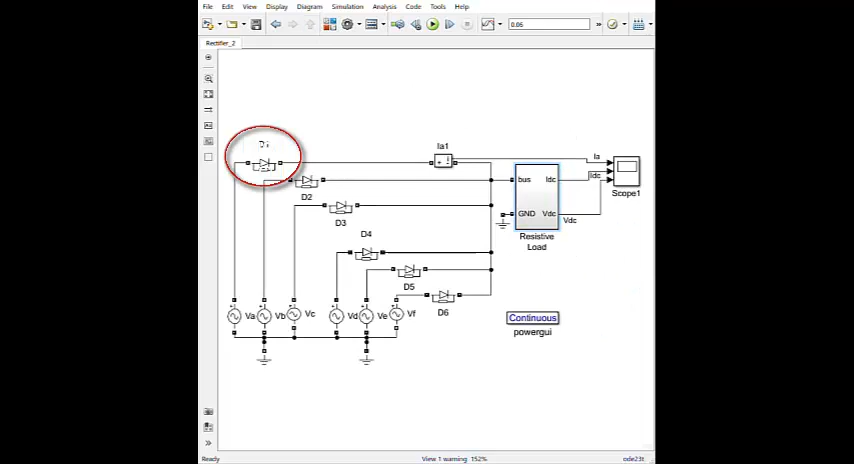 File Edit View Display Diagram Simulation Analysis Code Tools Help
0.05
Rectifier_2
Ia1
Ia
bus Idc
Idc
D2
Scope1
D3
GND Vdc
Vdc
D4
Resistive
Load
D5
Va Vb Vc Vd Ve Vf
D6
Continuous
powergui
Ready View 1 warning 152% ode23t